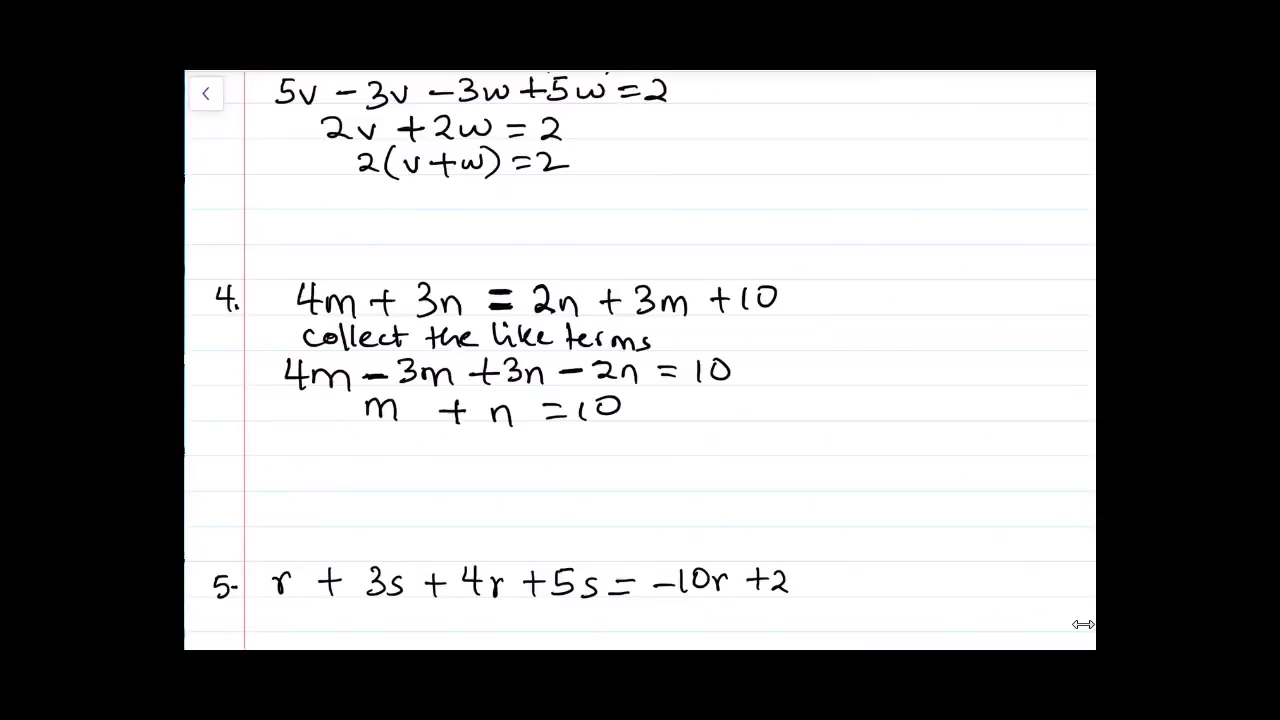 5v - 3v - 3w + 5w = 2
2v + 2w = 2
2(v + w) = 2
4. 4m + 3n = 2n + 3m + 10
collect the like terms
4m - 3m + 3n - 2n = 10
m + n = 10
5- r + 3s + 4r + 5s = -10r + 2